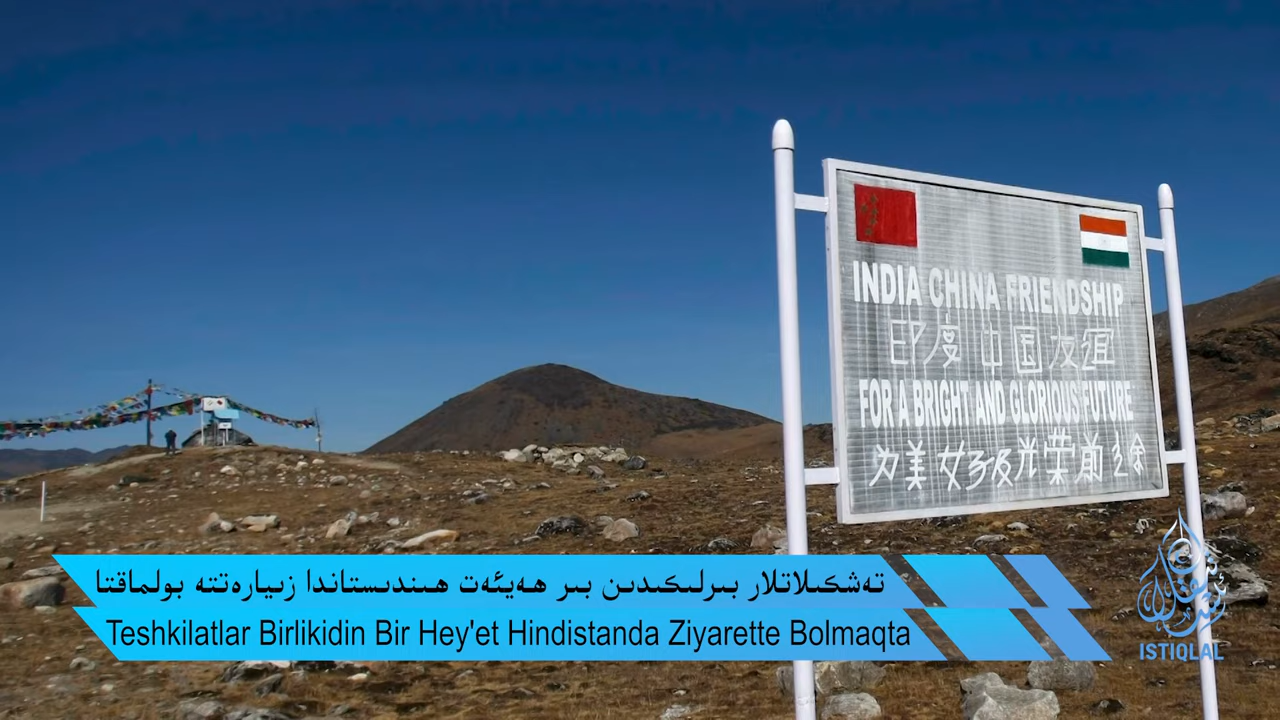 INDIA CHINA FRIENDSHIP
印度 中国友谊
FOR A BRIGHT AND GLORIOUS FUTURE
为美好及光荣前途
تەشكىلاتلار بىرلىكىدىن بىر ھەيئەت ھىندىستاندا زىيارەتتە بولماقتا
Teshkilatlar Birlikidin Bir Hey'et Hindistanda Ziyarette Bolmaqta
ISTIQLAL